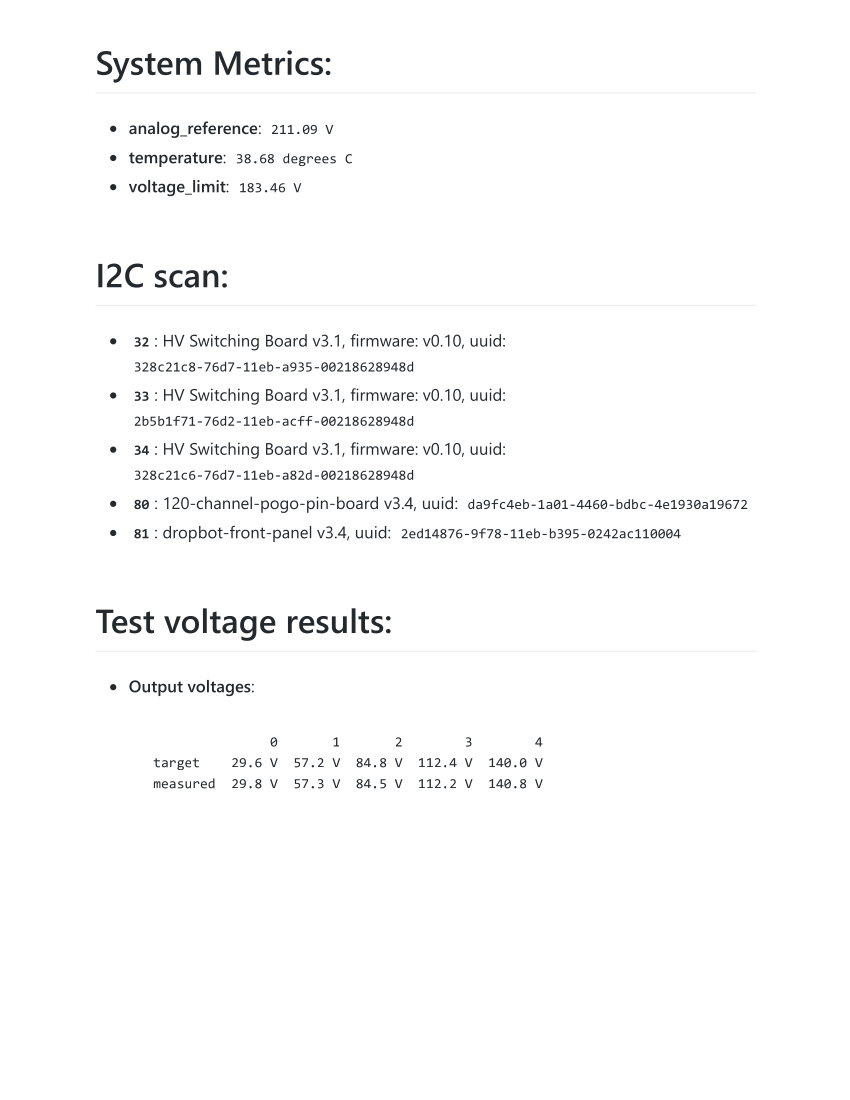 System Metrics:
analog_reference: 211.09 V
temperature: 38.68 degrees C
voltage_limit: 183.46 V
I2C scan:
32 : HV Switching Board v3.1, firmware: v0.10, uuid:
328c21c8-76d7-11eb-a935-00218628948d
33 : HV Switching Board v3.1, firmware: v0.10, uuid:
2b5b1f71-76d2-11eb-acff-00218628948d
34 : HV Switching Board v3.1, firmware: v0.10, uuid:
328c21c6-76d7-11eb-a82d-00218628948d
80 : 120-channel-pogo-pin-board v3.4, uuid: da9fc4eb-1a01-4460-bdbc-4e1930a19672
81 : dropbot-front-panel v3.4, uuid: 2ed14876-9f78-11eb-b395-0242ac110004
Test voltage results:
Output voltages:
0 1 2 3 4
target 29.6 V 57.2 V 84.8 V 112.4 V 140.0 V
measured 29.8 V 57.3 V 84.5 V 112.2 V 140.8 V